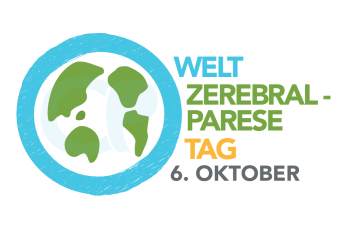 WELT
ZEREBRAL -
PARESE
TAG
6. OKTOBER